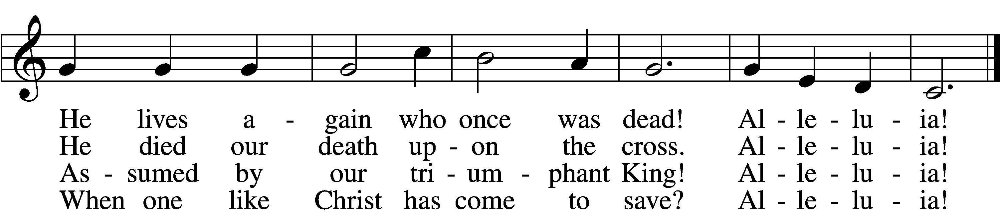 He lives a - gain who once was dead! Al - le - lu - ia!
He died our death up - on the cross. Al - le - lu - ia!
As - sumed by our tri - um - phant King! Al - le - lu - ia!
When one like Christ has come to save? Al - le - lu - ia!